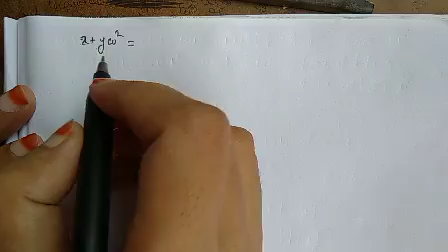 x + yω² =